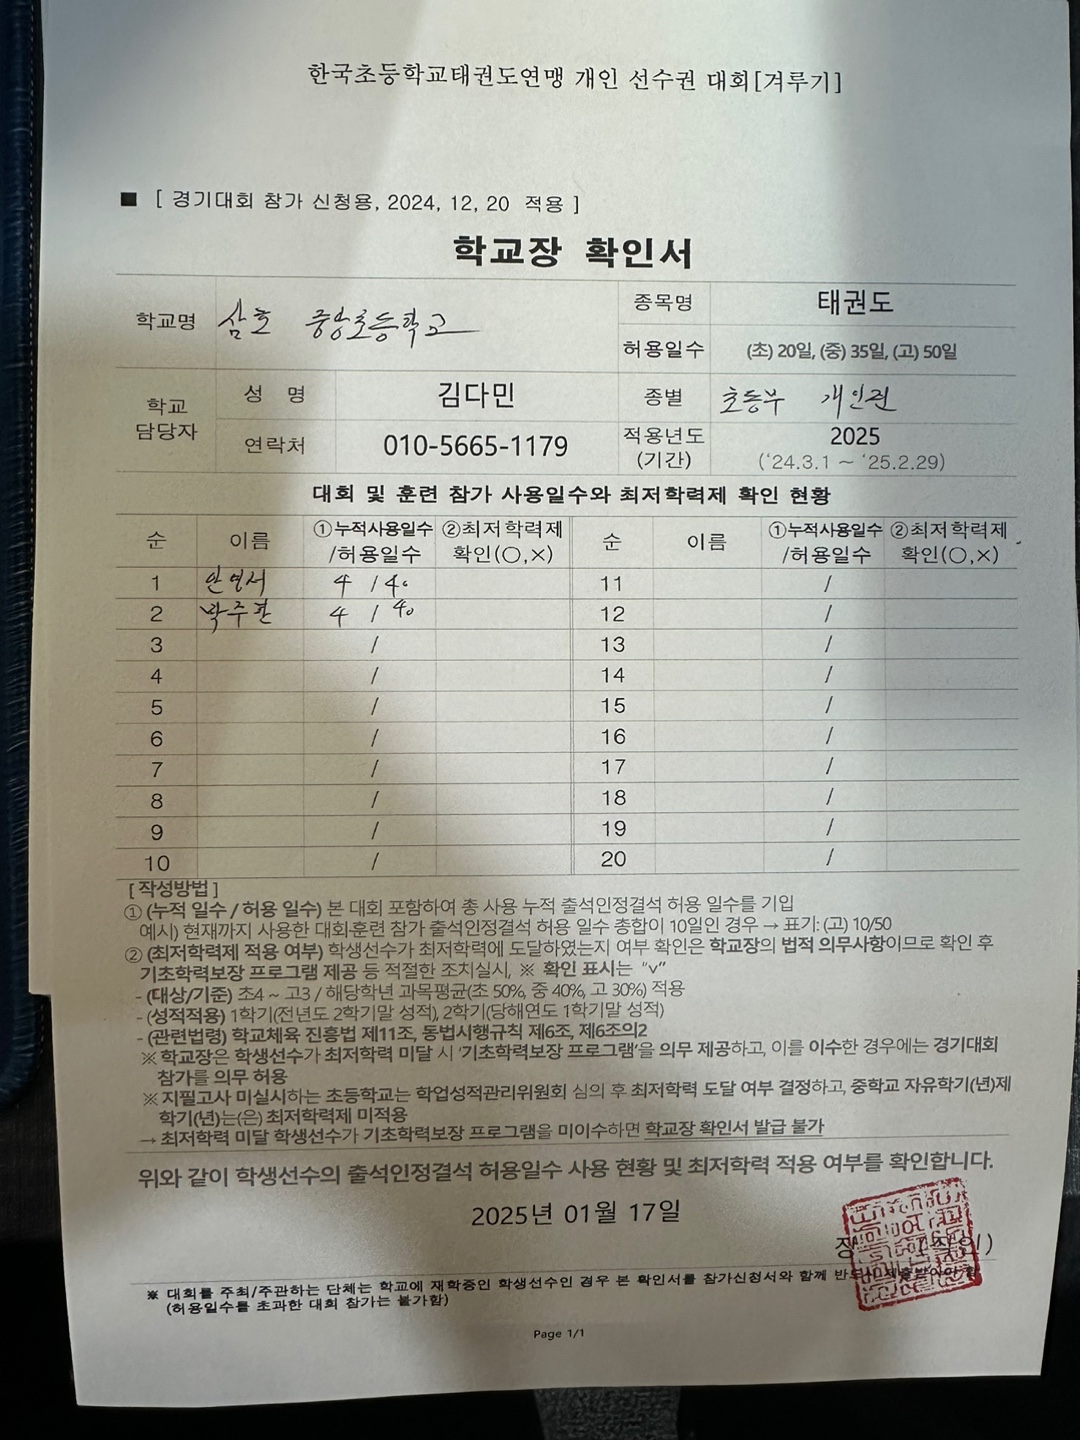 한국초등학교태권도연맹 개인 선수권 대회[겨루기]
■ [ 경기대회 참가 신청용, 2024, 12, 20 적용 ]
학교장 확인서
학교명 삼호 중앙초등학교 종목명 태권도
허용일수 (초) 20일, (중) 35일, (고) 50일
학교 담당자 성 명 김다민 종별 초등부 개인전
연락처 010-5665-1179 적용년도 (기간) 2025 ('24.3.1 ~ '25.2.29)
대회 및 훈련 참가 사용일수와 최저학력제 확인 현황
순 이름 ①누적사용일수 /허용일수 ②최저학력제 확인(○,×) 순 이름 ①누적사용일수 /허용일수 ②최저학력제 확인(○,×)
1 안영서 4 / 40 11 /
2 4 / 40 12 /
3 / 13 /
4 / 14 /
5 / 15 /
6 / 16 /
7 / 17 /
8 / 18 /
9 / 19 /
10 / 20 /
[작성방법]
① (누적 일수 / 허용 일수) 본 대회 포함하여 총 사용 누적 출석인정결석 허용 일수를 기입
예시) 현재까지 사용한 대회훈련 참가 출석인정결석 허용 일수 총합이 10일인 경우 → 표기: (고) 10/50
② (최저학력제 적용 여부) 학생선수가 최저학력에 도달하였는지 여부 확인은 학교장의 법적 의무사항이므로 확인 후
기초학력보장 프로그램 제공 등 적절한 조치실시, ※ 확인 표시는 "v"
- (대상/기준) 초4 ~ 고3 / 해당학년 과목평균(초 50%, 중 40%, 고 30%) 적용
- (성적적용) 1학기(전년도 2학기말 성적), 2학기(당해연도 1학기말 성적)
- (관련법령) 학교체육 진흥법 제11조, 동법시행규칙 제6조, 제6조의2
※ 학교장은 학생선수가 최저학력 미달 시 '기초학력보장 프로그램'을 의무 제공하고, 이를 이수한 경우에는 경기대회
참가를 의무 허용
※ 지필고사 미실시하는 초등학교는 학업성적관리위원회 심의 후 최저학력 도달 여부 결정하고, 중학교 자유학기(년)제
학기(년)는(은) 최저학력제 미적용
→ 최저학력 미달 학생선수가 기초학력보장 프로그램을 미이수하면 학교장 확인서 발급 불가
위와 같이 학생선수의 출석인정결석 허용일수 사용 현황 및 최저학력 적용 여부를 확인합니다.
2025년 01월 17일
※ 대회를 주최/주관하는 단체는 학교에 재학중인 학생선수인 경우 본 확인서를 참가신청서와 함께
(허용일수를 초과한 대회 참가는 불가함)
Page 1/1